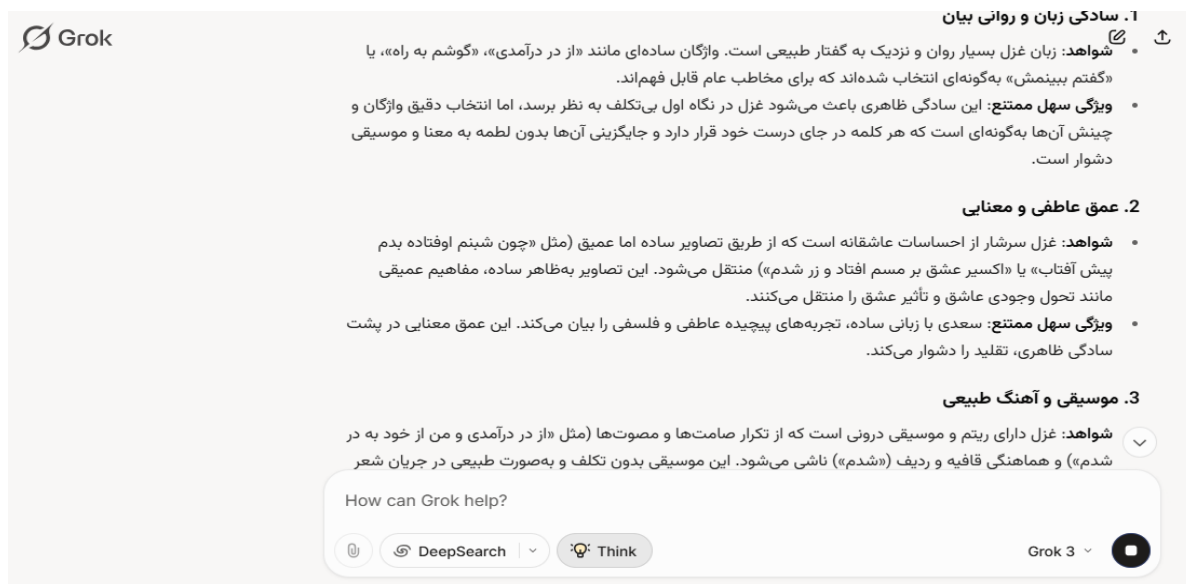 Grok
1. سادگی زبان و روانی بیان
شواهد: زبان غزل بسیار روان و نزدیک به گفتار طبیعی است. واژگان ساده‌ای مانند «از در درآمدی»، «گوشم به راه»، یا
«گفتم ببینمش» به‌گونه‌ای انتخاب شده‌اند که برای مخاطب عام قابل فهم‌اند.
ویژگی سهل ممتنع: این سادگی ظاهری باعث می‌شود غزل در نگاه اول بی‌تکلف به نظر برسد، اما انتخاب دقیق واژگان و
چینش آن‌ها به‌گونه‌ای است که هر کلمه در جای درست خود قرار دارد و جایگزینی آن‌ها بدون لطمه به معنا و موسیقی
دشوار است.
2. عمق عاطفی و معنایی
شواهد: غزل سرشار از احساسات عاشقانه است که از طریق تصاویر ساده اما عمیق (مثل «چون شبنم اوفتاده بدم
پیش آفتاب» یا «اکسیر عشق بر مسم افتاد و زر شدم») منتقل می‌شود. این تصاویر به‌ظاهر ساده، مفاهیم عمیقی
مانند تحول وجودی عاشق و تأثیر عشق را منتقل می‌کنند.
ویژگی سهل ممتنع: سعدی با زبانی ساده، تجربه‌های پیچیده عاطفی و فلسفی را بیان می‌کند. این عمق معنایی در پشت
سادگی ظاهری، تقلید را دشوار می‌کند.
3. موسیقی و آهنگ طبیعی
شواهد: غزل دارای ریتم و موسیقی درونی است که از تکرار صامت‌ها و مصوت‌ها (مثل «از در درآمدی و من از خود به در
شدم») و هماهنگی قافیه و ردیف («شدم») ناشی می‌شود. این موسیقی بدون تکلف و به‌صورت طبیعی در جریان شعر
How can Grok help?
DeepSearch
Think
Grok 3